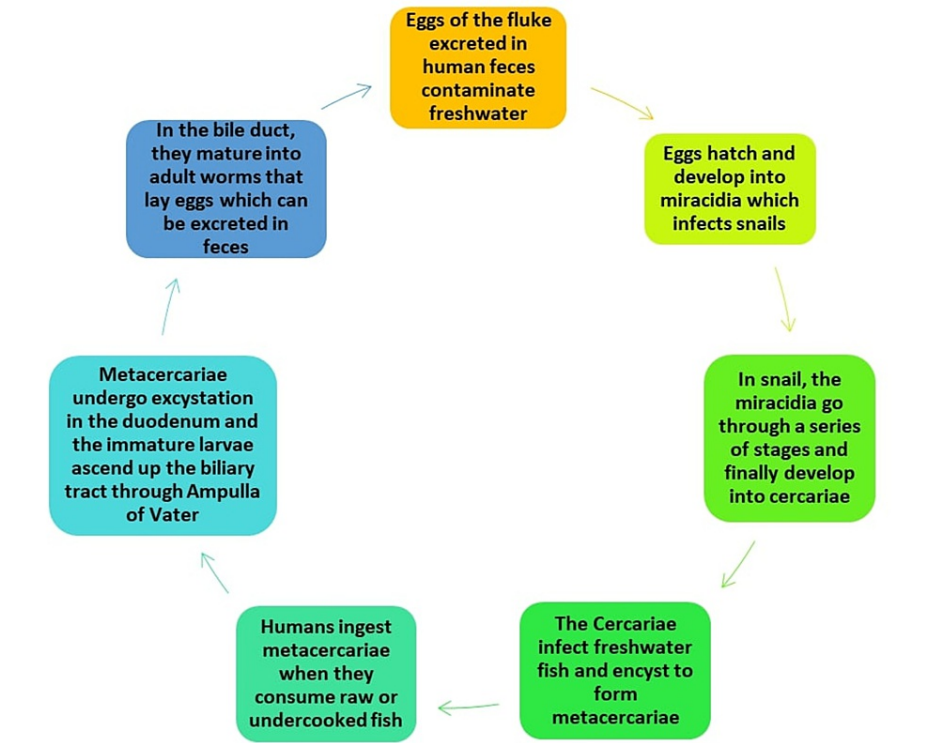 Eggs of the fluke
excreted in
human feces
contaminate
freshwater
Eggs hatch and
develop into
miracidia which
infects snails
In snail, the
miracidia go
through a series
of stages and
finally develop
into cercariae
The Cercariae
infect freshwater
fish and encyst to
form
metacercariae
Humans ingest
metacercariae
when they
consume raw or
undercooked fish
Metacercariae
undergo excystation
in the duodenum and
the immature larvae
ascend up the biliary
tract through Ampulla
of Vater
In the bile duct,
they mature into
adult worms that
lay eggs which can
be excreted in
feces